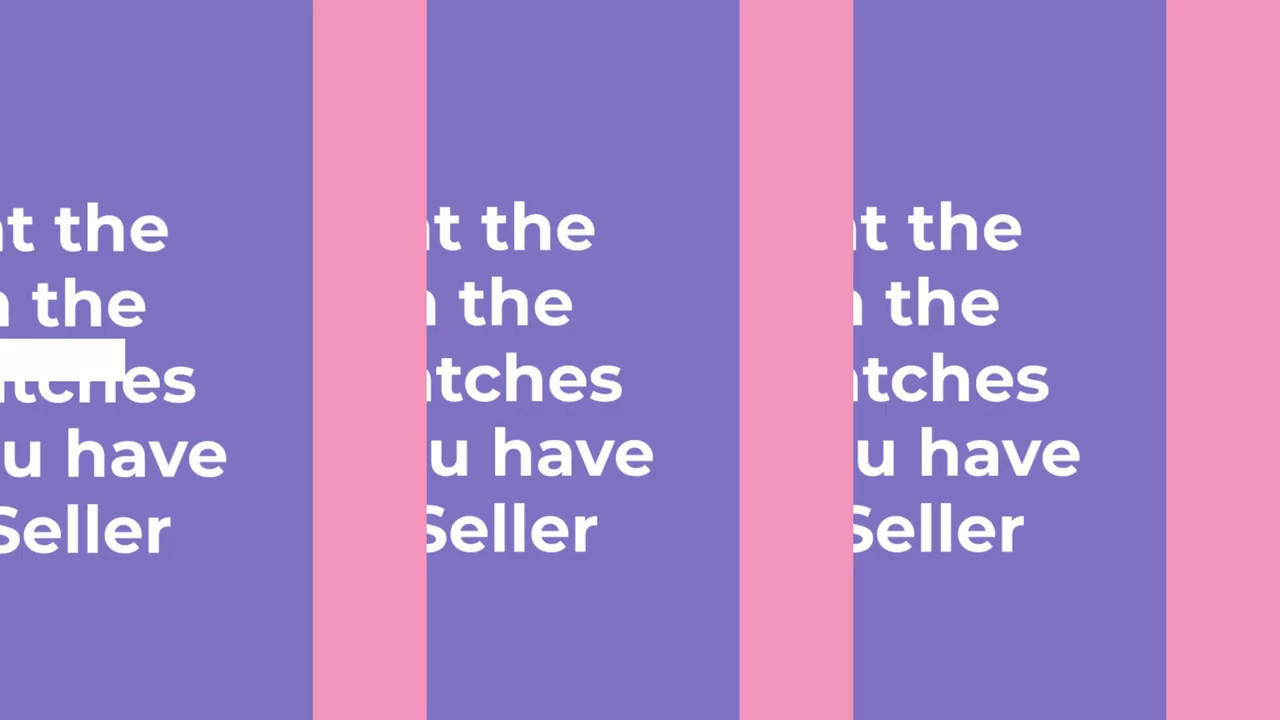 t the
the
tches
u have
Seller
t the
the
tches
u have
Seller
t the
the
tches
u have
Seller